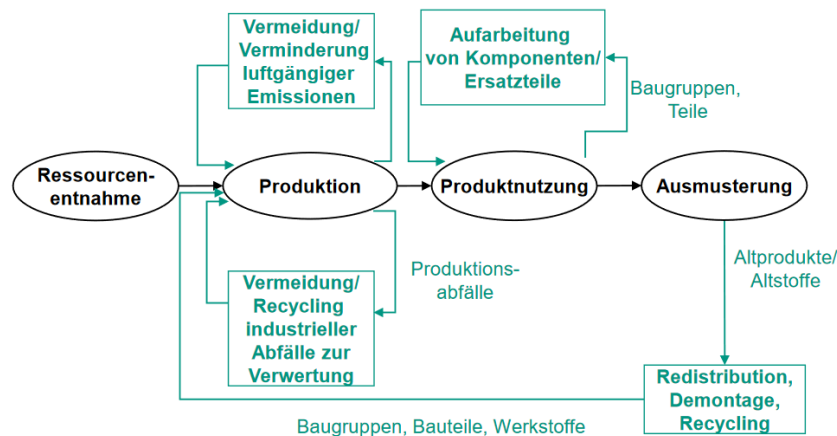 Vermeidung/
Verminderung
luftgängiger
Emissionen
Aufarbeitung
von Komponenten/
Ersatzteile
Baugruppen,
Teile
Ressourcen-
entnahme
Produktion
Produktnutzung
Ausmusterung
Produktions-
abfälle
Altprodukte/
Altstoffe
Vermeidung/
Recycling
industrieller
Abfälle zur
Verwertung
Redistribution,
Demontage,
Recycling
Baugruppen, Bauteile, Werkstoffe